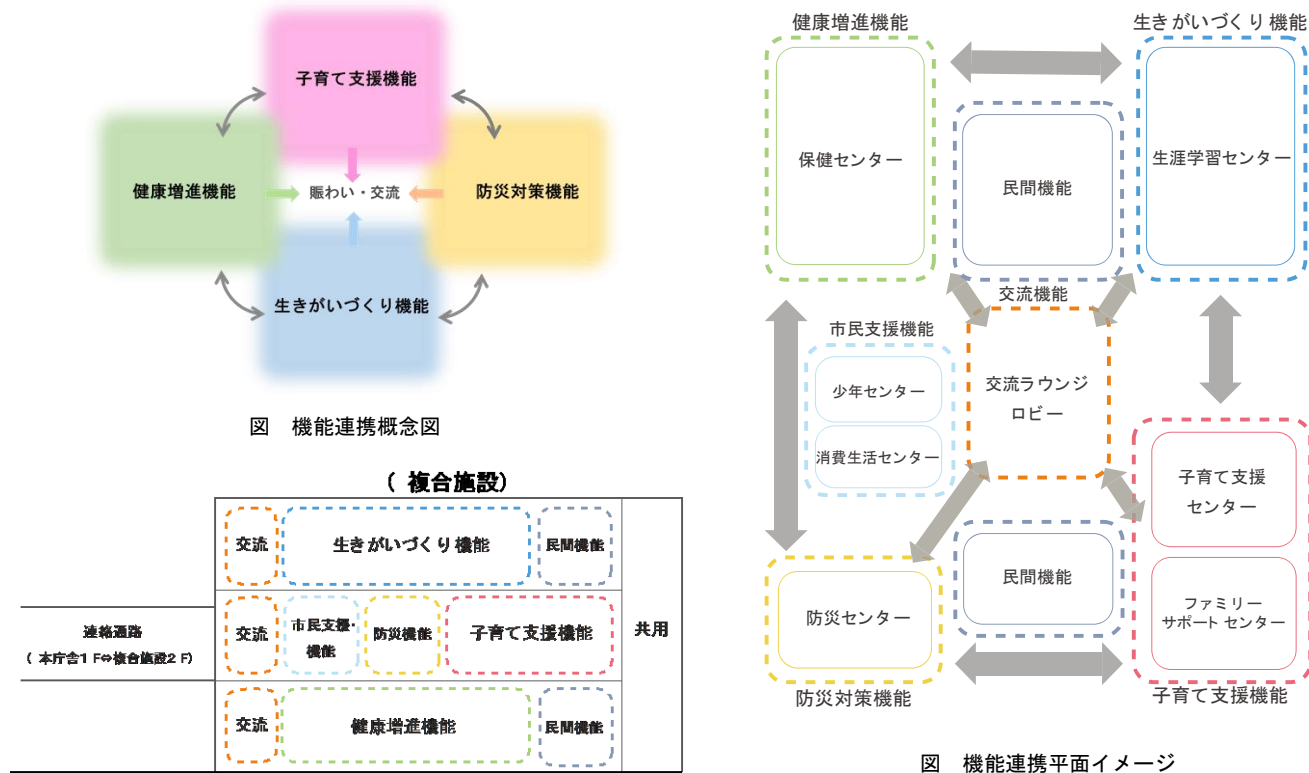 子育て支援機能
健康増進機能
賑わい・交流
防災対策機能
生きがいづくり機能
図 機能連携概念図
( 複合施設)
交流
生きがいづくり機能
民間機能
連絡通路
( 本庁舎1F⇔複合施設2F)
交流
市民支援・
機能
防災機能
子育て支援機能
共用
交流
健康増進機能
民間機能
健康増進機能
生きがいづくり機能
保健センター
民間機能
生涯学習センター
交流機能
市民支援機能
少年センター
消費生活センター
交流ラウンジ
ロビー
子育て支援
センター
民間機能
防災センター
ファミリー
サポートセンター
防災対策機能
子育て支援機能
図 機能連携平面イメージ